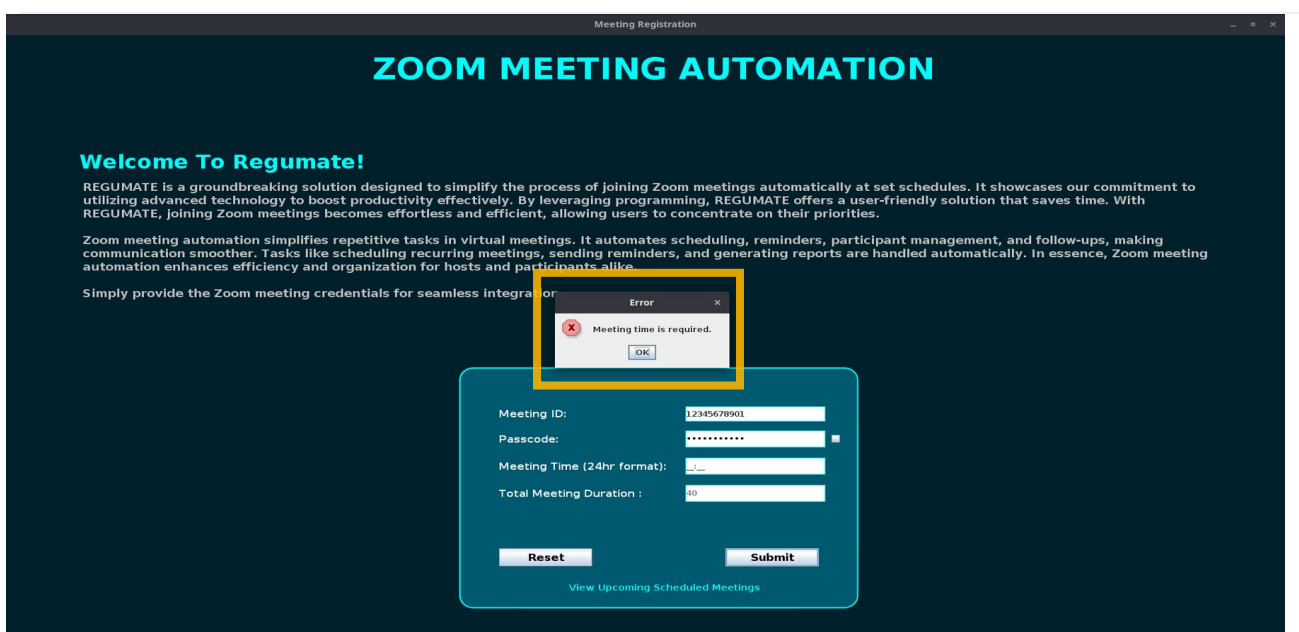 Meeting Registration
ZOOM MEETING AUTOMATION
Welcome To Regumate!
REGUMATE is a groundbreaking solution designed to simplify the process of joining Zoom meetings automatically at set schedules. It showcases our commitment to
utilizing advanced technology to boost productivity effectively. By leveraging programming, REGUMATE offers a user-friendly solution that saves time. With
REGUMATE, joining Zoom meetings becomes effortless and efficient, allowing users to concentrate on their priorities.
Zoom meeting automation simplifies repetitive tasks in virtual meetings. It automates scheduling, reminders, participant management, and follow-ups, making
communication smoother. Tasks like scheduling recurring meetings, sending reminders, and generating reports are handled automatically. In essence, Zoom meeting
automation enhances efficiency and organization for hosts and participants alike.
Simply provide the Zoom meeting credentials for seamless integration
Error
Meeting time is required.
OK
Meeting ID: 12345678901
Passcode: •••••••••••
Meeting Time (24hr format): __:__
Total Meeting Duration : 40
Reset Submit
View Upcoming Scheduled Meetings